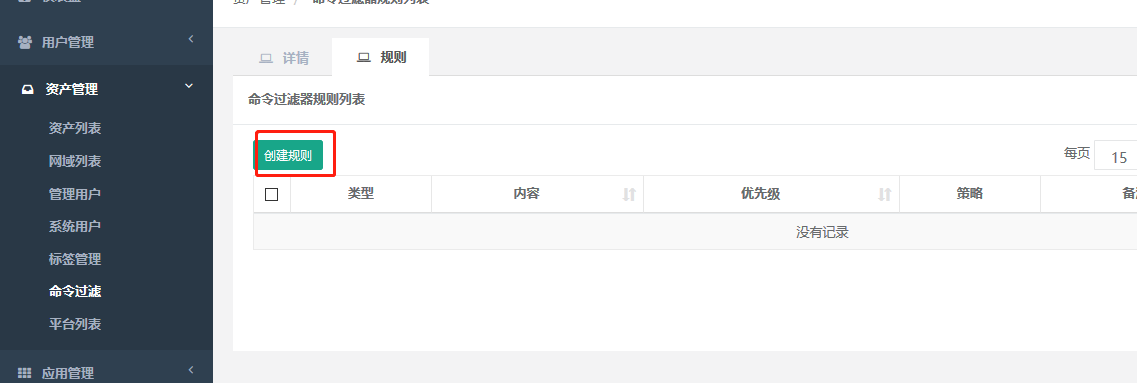 资产管理 / 命令过滤器规则列表
用户管理
资产管理
资产列表
网域列表
管理用户
系统用户
标签管理
命令过滤
平台列表
应用管理
详情 规则
命令过滤器规则列表
创建规则 每页 15
类型 内容 优先级 策略
没有记录